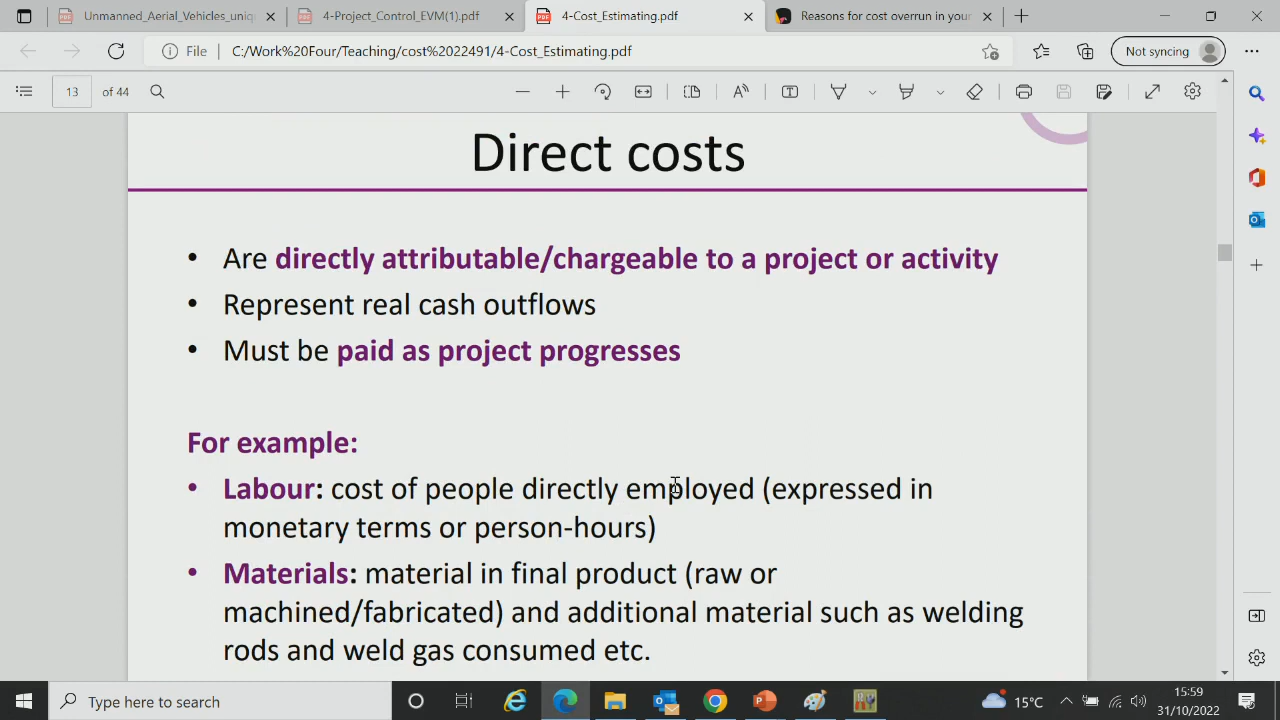 Unmanned_Aerial_Vehicles_uniq
4-Project_Control_EVM(1).pdf
4-Cost_Estimating.pdf
Reasons for cost overrun in your
File
C:/Work%20Four/Teaching/cost%2022491/4-Cost_Estimating.pdf
Not syncing
13 of 44
Direct costs
• Are directly attributable/chargeable to a project or activity
• Represent real cash outflows
• Must be paid as project progresses
For example:
• Labour: cost of people directly employed (expressed in
monetary terms or person-hours)
• Materials: material in final product (raw or
machined/fabricated) and additional material such as welding
rods and weld gas consumed etc.
Type here to search
15°C
15:59
31/10/2022